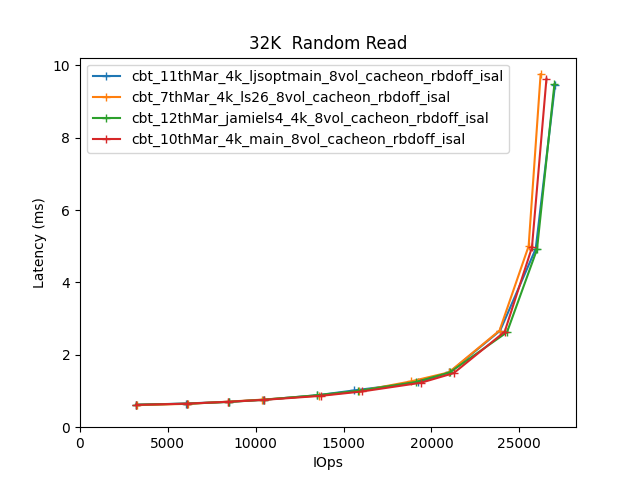 32K  Random Read
cbt_11thMar_4k_ljsoptmain_8vol_cacheon_rbdoff_isal
cbt_7thMar_4k_ls26_8vol_cacheon_rbdoff_isal
cbt_12thMar_jamiels4_4k_8vol_cacheon_rbdoff_isal
cbt_10thMar_4k_main_8vol_cacheon_rbdoff_isal
Latency (ms)
10
8
6
4
2
0
0 5000 10000 15000 20000 25000
IOps